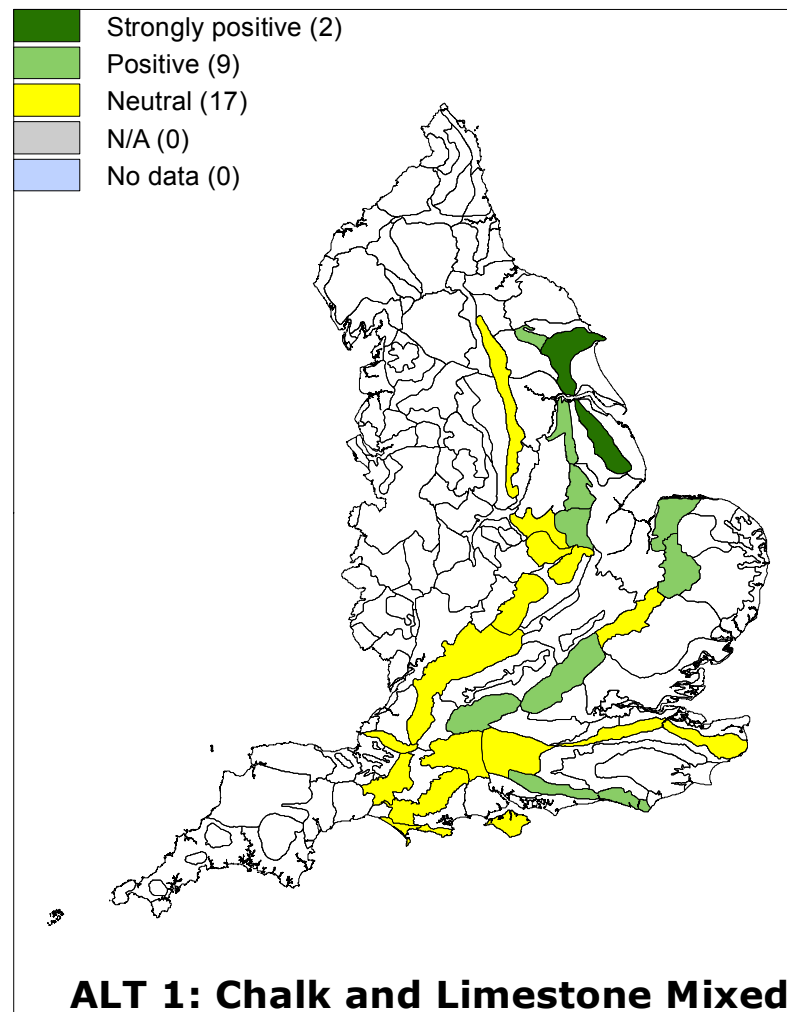 Strongly positive (2)
Positive (9)
Neutral (17)
N/A (0)
No data (0)
ALT 1: Chalk and Limestone Mixed